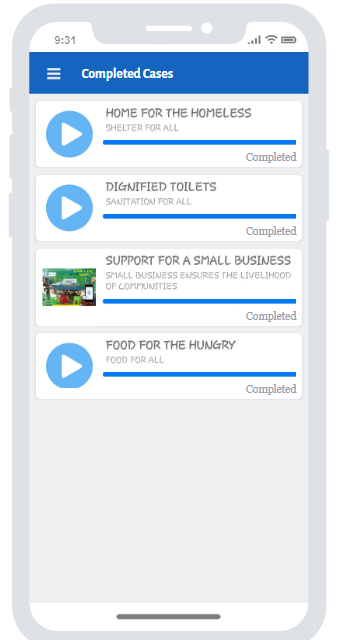 9:31
Completed Cases
HOME FOR THE HOMELESS
SHELTER FOR ALL
Completed
DIGNIFIED TOILETS
SANITATION FOR ALL
Completed
SUPPORT FOR A SMALL BUSINESS
SMALL BUSINESS ENSURES THE LIVELIHOOD
OF COMMUNITIES
Completed
FOOD FOR THE HUNGRY
FOOD FOR ALL
Completed